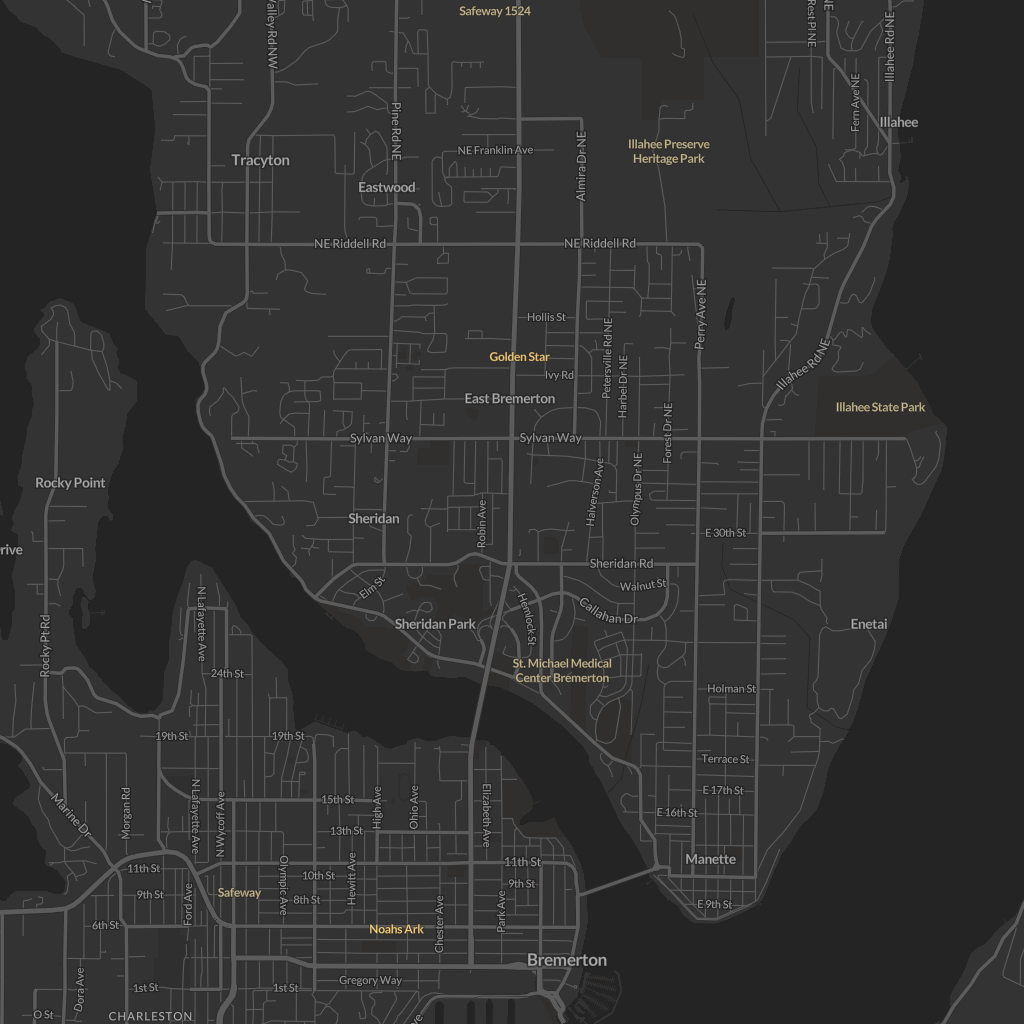 Safeway 1524
Valley Rd NW
Rest Pl NE
NE
Illahee Rd NE
Fern Ave NE
Illahee
Pine Rd NE
NE Franklin Ave
Almira Dr NE
Illahee Preserve
Heritage Park
Tracyton
Eastwood
NE Riddell Rd
NE Riddell Rd
Perry Ave NE
Hollis St
Petersville Rd NE
Golden Star
Ivy Rd
Harbel Dr NE
Illahee Rd NE
East Bremerton
Illahee State Park
Forest Dr NE
Sylvan Way
Sylvan Way
Rocky Point
Halverson Ave
Olympus Dr NE
Robin Ave
Sheridan
E 30th St
rive
Sheridan Rd
Elm St
Walnut St
N Lafayette Ave
Hemlock St
Callahan Dr
Sheridan Park
Enetai
Rocky Pt Rd
24th St
St. Michael Medical
Center Bremerton
Holman St
19th St
19th St
Terrace St
E 17th St
Marine Dr
Morgan Rd
N Lafayette Ave
N Wycoff Ave
15th St
High Ave
Ohio Ave
Elizabeth Ave
E 16th St
13th St
Manette
11th St
11th St
Olympic Ave
10th St
Hewitt Ave
9th St
9th St
Ford Ave
Safeway
8th St
Park Ave
E 9th St
6th St
Noahs Ark
Chester Ave
Bremerton
Dora Ave
1st St
1st St
Gregory Way
O St
CHARLESTON
ve